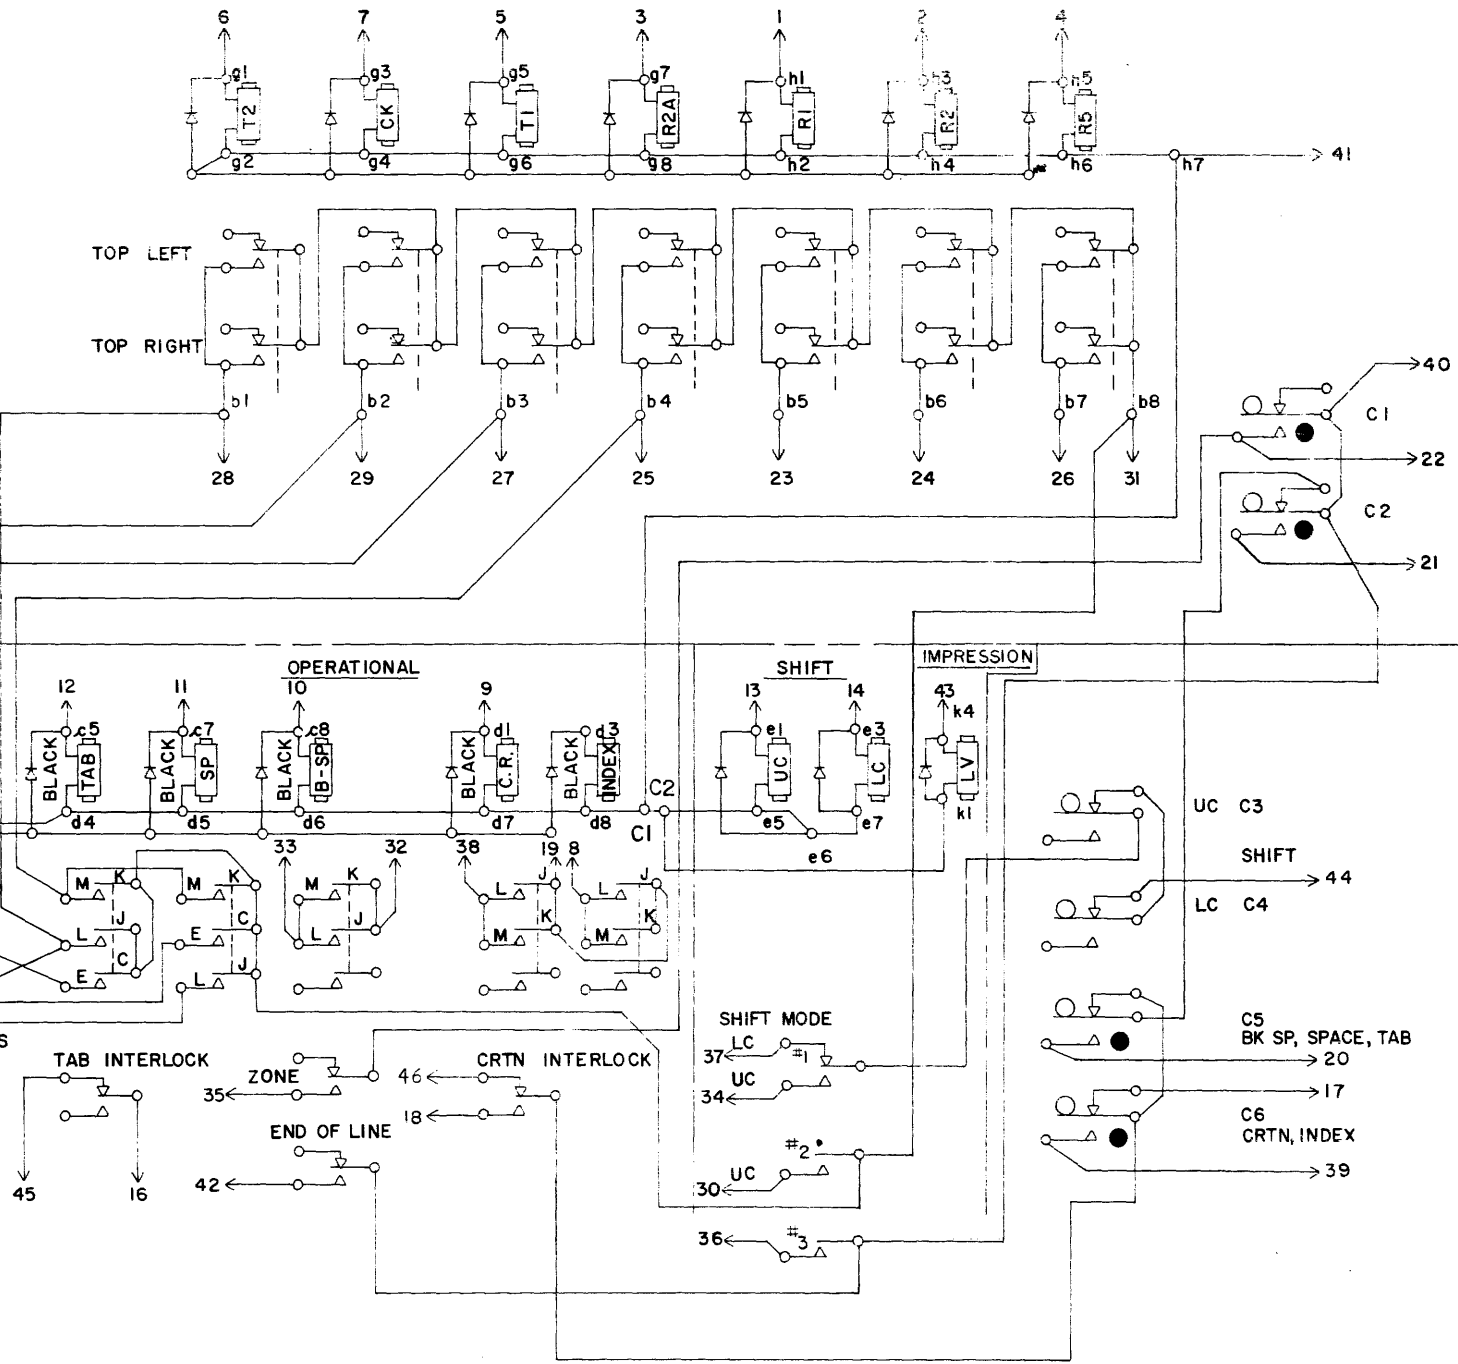 6 7 5 3 1 2 4
g1 g3 g5 g7 h1 h3 h5
T2 CK T1 R2A R1 R2 R5
g2 g4 g6 g8 h2 h4 h6 h7 41
TOP LEFT
TOP RIGHT
40
b1 b2 b3 b4 b5 b6 b7 b8 C1
22
28 29 27 25 23 24 26 31
C2
21
OPERATIONAL SHIFT IMPRESSION
12 11 10 9 13 14 43
k4
c5 c7 c8 d1 d3 e1 e3
BLACK TAB BLACK SP BLACK B-SP BLACK C.R. BLACK INDEX UC LC LV
C2
d4 d5 d6 d7 d8 C1 e5 e7 k1
UC C3
33 32 38 19 8 e6
SHIFT
M K M K M K L J L J 44
LC C4
L J E C L J M K M K
E C L J
SHIFT MODE C5
S
BK SP, SPACE, TAB
TAB INTERLOCK CRTN INTERLOCK LC #1
37 20
ZONE 46 UC
35 34 17
18 C6
END OF LINE CRTN, INDEX
#2
UC 39
45 16 42 30
36 #3